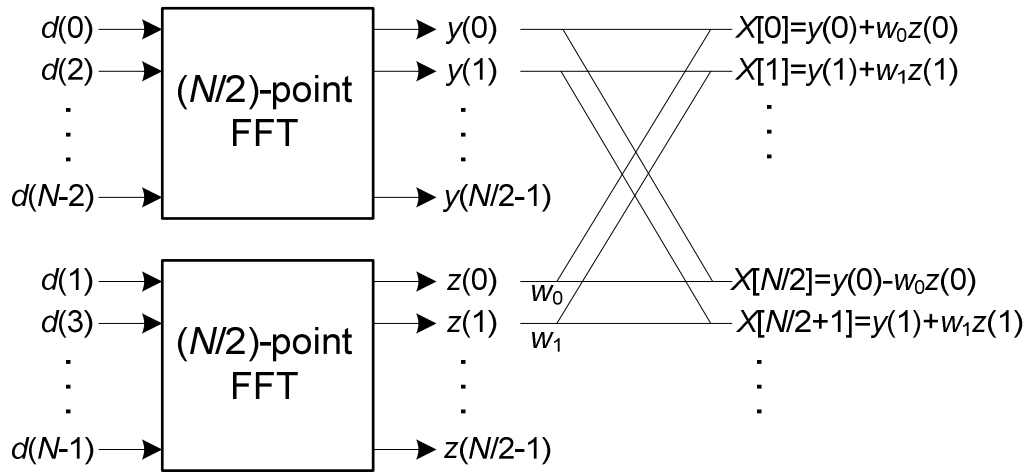 d(0) y(0) X[0]=y(0)+w₀z(0)
d(2) y(1) X[1]=y(1)+w₁z(1)
(N/2)-point
FFT
d(N-2) y(N/2-1)
d(1) z(0) w₀ X[N/2]=y(0)-w₀z(0)
d(3) z(1) w₁ X[N/2+1]=y(1)+w₁z(1)
(N/2)-point
FFT
d(N-1) z(N/2-1)